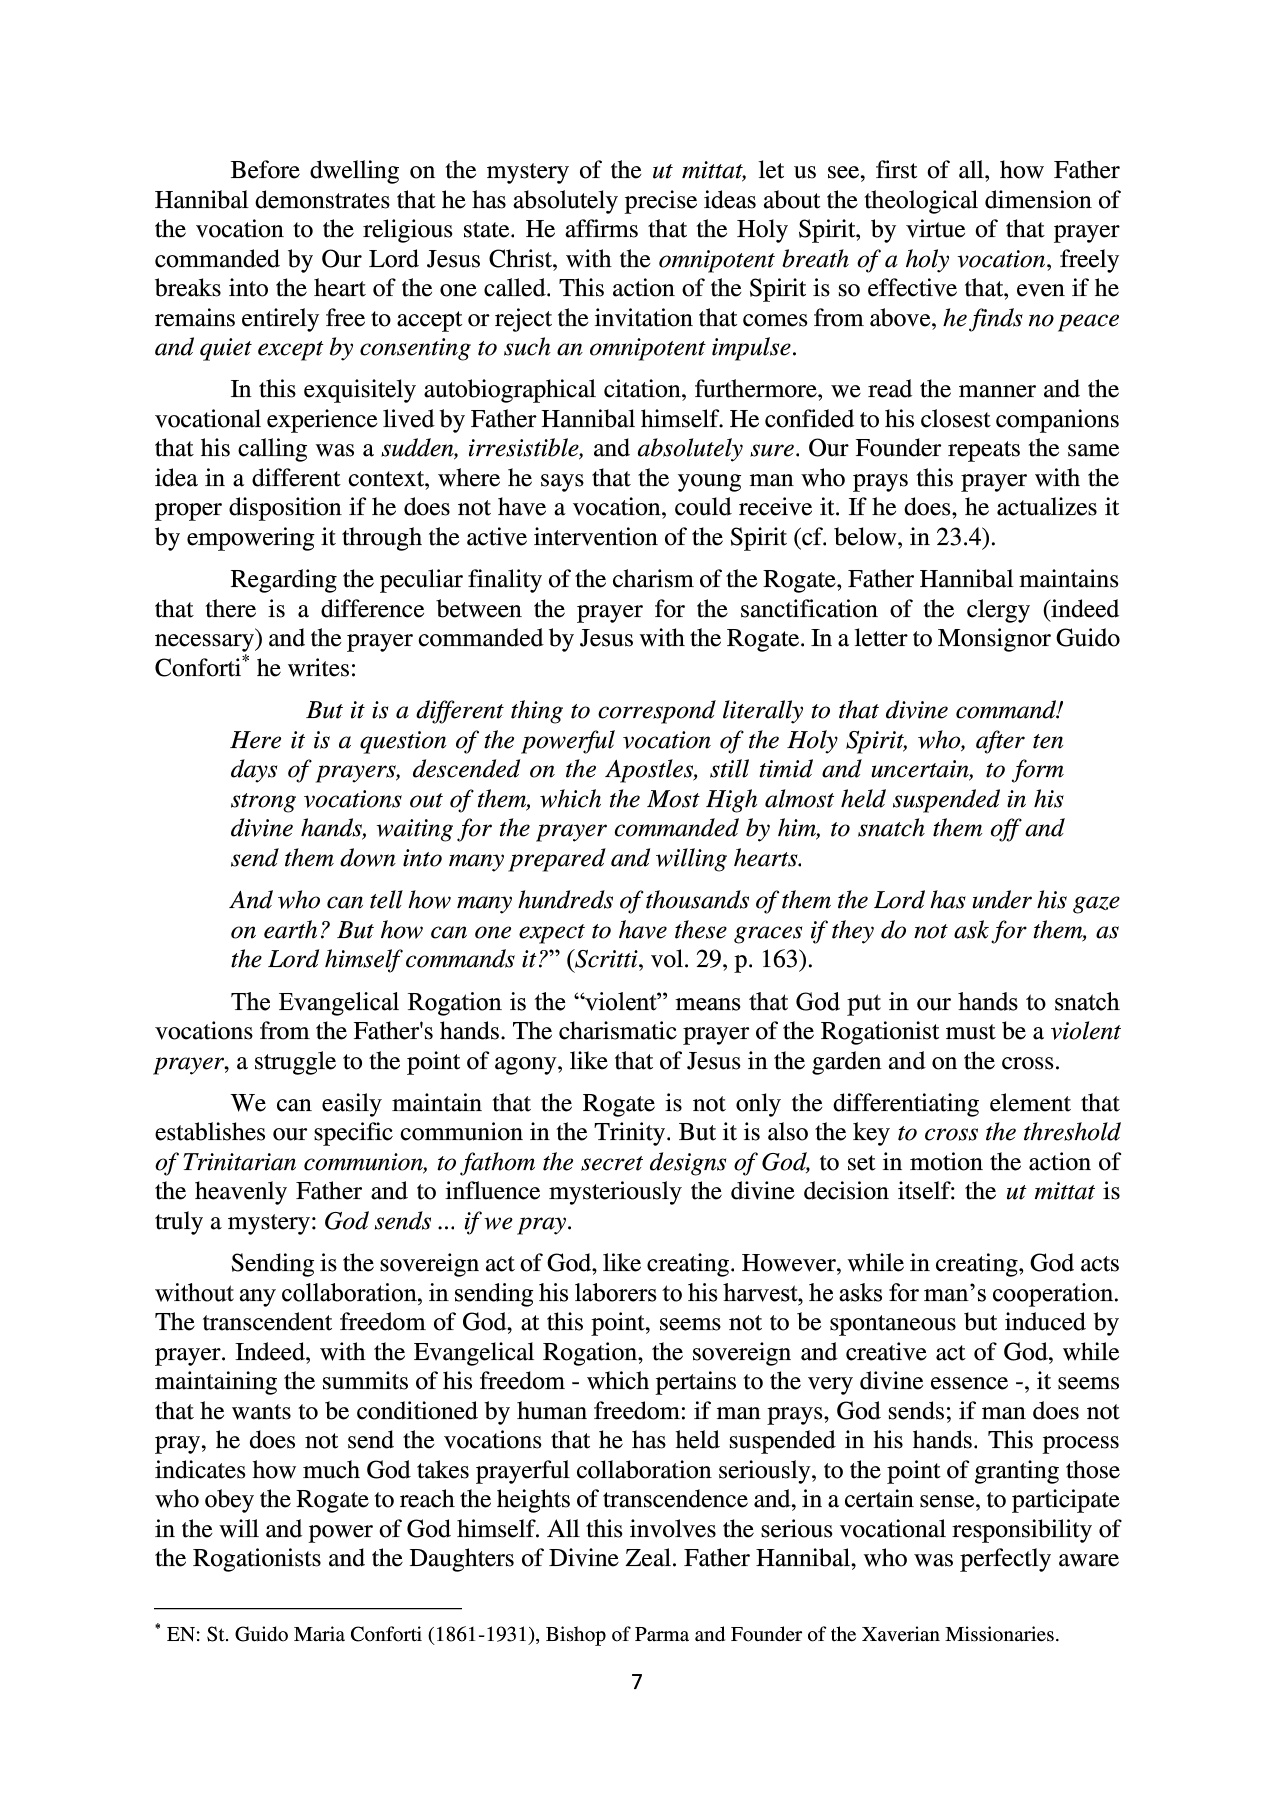 Before dwelling on the mystery of the ut mittat, let us see, first of all, how Father
Hannibal demonstrates that he has absolutely precise ideas about the theological dimension of
the vocation to the religious state. He affirms that the Holy Spirit, by virtue of that prayer
commanded by Our Lord Jesus Christ, with the omnipotent breath of a holy vocation, freely
breaks into the heart of the one called. This action of the Spirit is so effective that, even if he
remains entirely free to accept or reject the invitation that comes from above, he finds no peace
and quiet except by consenting to such an omnipotent impulse.
In this exquisitely autobiographical citation, furthermore, we read the manner and the
vocational experience lived by Father Hannibal himself. He confided to his closest companions
that his calling was a sudden, irresistible, and absolutely sure. Our Founder repeats the same
idea in a different context, where he says that the young man who prays this prayer with the
proper disposition if he does not have a vocation, could receive it. If he does, he actualizes it
by empowering it through the active intervention of the Spirit (cf. below, in 23.4).
Regarding the peculiar finality of the charism of the Rogate, Father Hannibal maintains
that there is a difference between the prayer for the sanctification of the clergy (indeed
necessary) and the prayer commanded by Jesus with the Rogate. In a letter to Monsignor Guido
Conforti* he writes:
But it is a different thing to correspond literally to that divine command!
Here it is a question of the powerful vocation of the Holy Spirit, who, after ten
days of prayers, descended on the Apostles, still timid and uncertain, to form
strong vocations out of them, which the Most High almost held suspended in his
divine hands, waiting for the prayer commanded by him, to snatch them off and
send them down into many prepared and willing hearts.
And who can tell how many hundreds of thousands of them the Lord has under his gaze
on earth? But how can one expect to have these graces if they do not ask for them, as
the Lord himself commands it?” (Scritti, vol. 29, p. 163).
The Evangelical Rogation is the “violent” means that God put in our hands to snatch
vocations from the Father's hands. The charismatic prayer of the Rogationist must be a violent
prayer, a struggle to the point of agony, like that of Jesus in the garden and on the cross.
We can easily maintain that the Rogate is not only the differentiating element that
establishes our specific communion in the Trinity. But it is also the key to cross the threshold
of Trinitarian communion, to fathom the secret designs of God, to set in motion the action of
the heavenly Father and to influence mysteriously the divine decision itself: the ut mittat is
truly a mystery: God sends ... if we pray.
Sending is the sovereign act of God, like creating. However, while in creating, God acts
without any collaboration, in sending his laborers to his harvest, he asks for man’s cooperation.
The transcendent freedom of God, at this point, seems not to be spontaneous but induced by
prayer. Indeed, with the Evangelical Rogation, the sovereign and creative act of God, while
maintaining the summits of his freedom - which pertains to the very divine essence -, it seems
that he wants to be conditioned by human freedom: if man prays, God sends; if man does not
pray, he does not send the vocations that he has held suspended in his hands. This process
indicates how much God takes prayerful collaboration seriously, to the point of granting those
who obey the Rogate to reach the heights of transcendence and, in a certain sense, to participate
in the will and power of God himself. All this involves the serious vocational responsibility of
the Rogationists and the Daughters of Divine Zeal. Father Hannibal, who was perfectly aware
* EN: St. Guido Maria Conforti (1861-1931), Bishop of Parma and Founder of the Xaverian Missionaries.
7